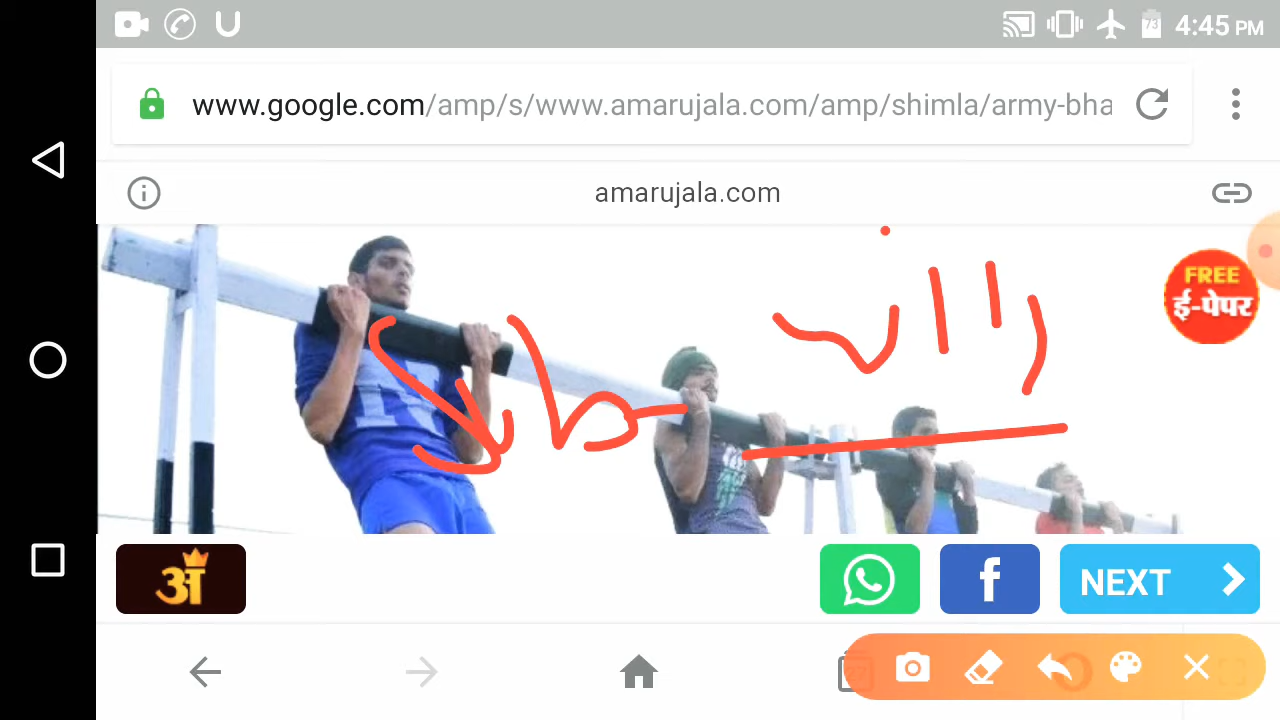 4:45 PM
73
www.google.com/amp/s/www.amarujala.com/amp/shimla/army-bha
amarujala.com
FREE
ई-पेपर
अ
NEXT